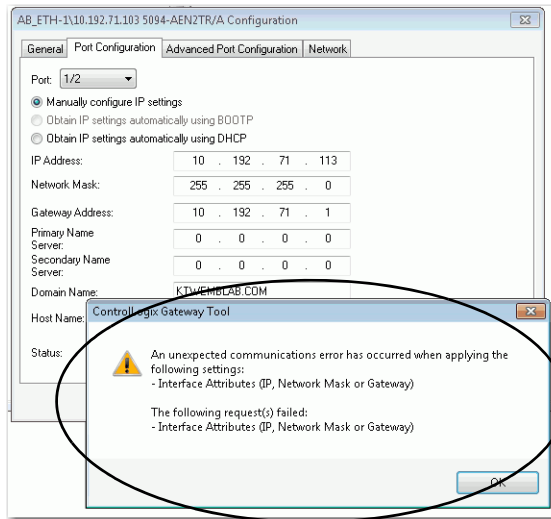 AB_ETH-1\10.192.71.103 5094-AEN2TR/A Configuration
General Port Configuration Advanced Port Configuration Network
Port: 1/2
Manually configure IP settings
Obtain IP settings automatically using BOOTP
Obtain IP settings automatically using DHCP
IP Address: 10 . 192 . 71 . 113
Network Mask: 255 . 255 . 255 . 0
Gateway Address: 10 . 192 . 71 . 1
Primary Name
Server: 0 . 0 . 0 . 0
Secondary Name
Server: 0 . 0 . 0 . 0
Domain Name:
Host Name:
Status:
ControlLogix Gateway Tool
An unexpected communications error has occurred when applying the
following settings:
- Interface Attributes (IP, Network Mask or Gateway)
The following request(s) failed:
- Interface Attributes (IP, Network Mask or Gateway)
OK